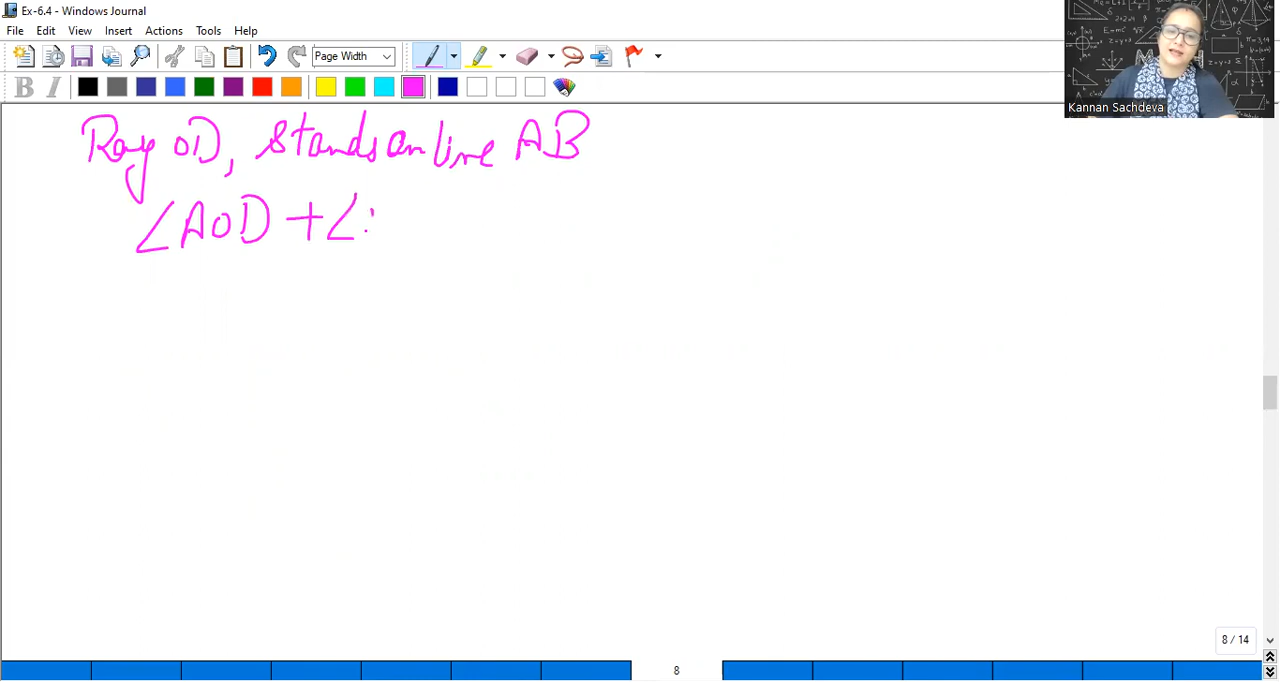 Ex-6.4 - Windows Journal
File Edit View Insert Actions Tools Help
Page Width
B I
Kannan Sachdeva
Ray OD, stands on line AB
∠AOD + ∠
8 / 14
8